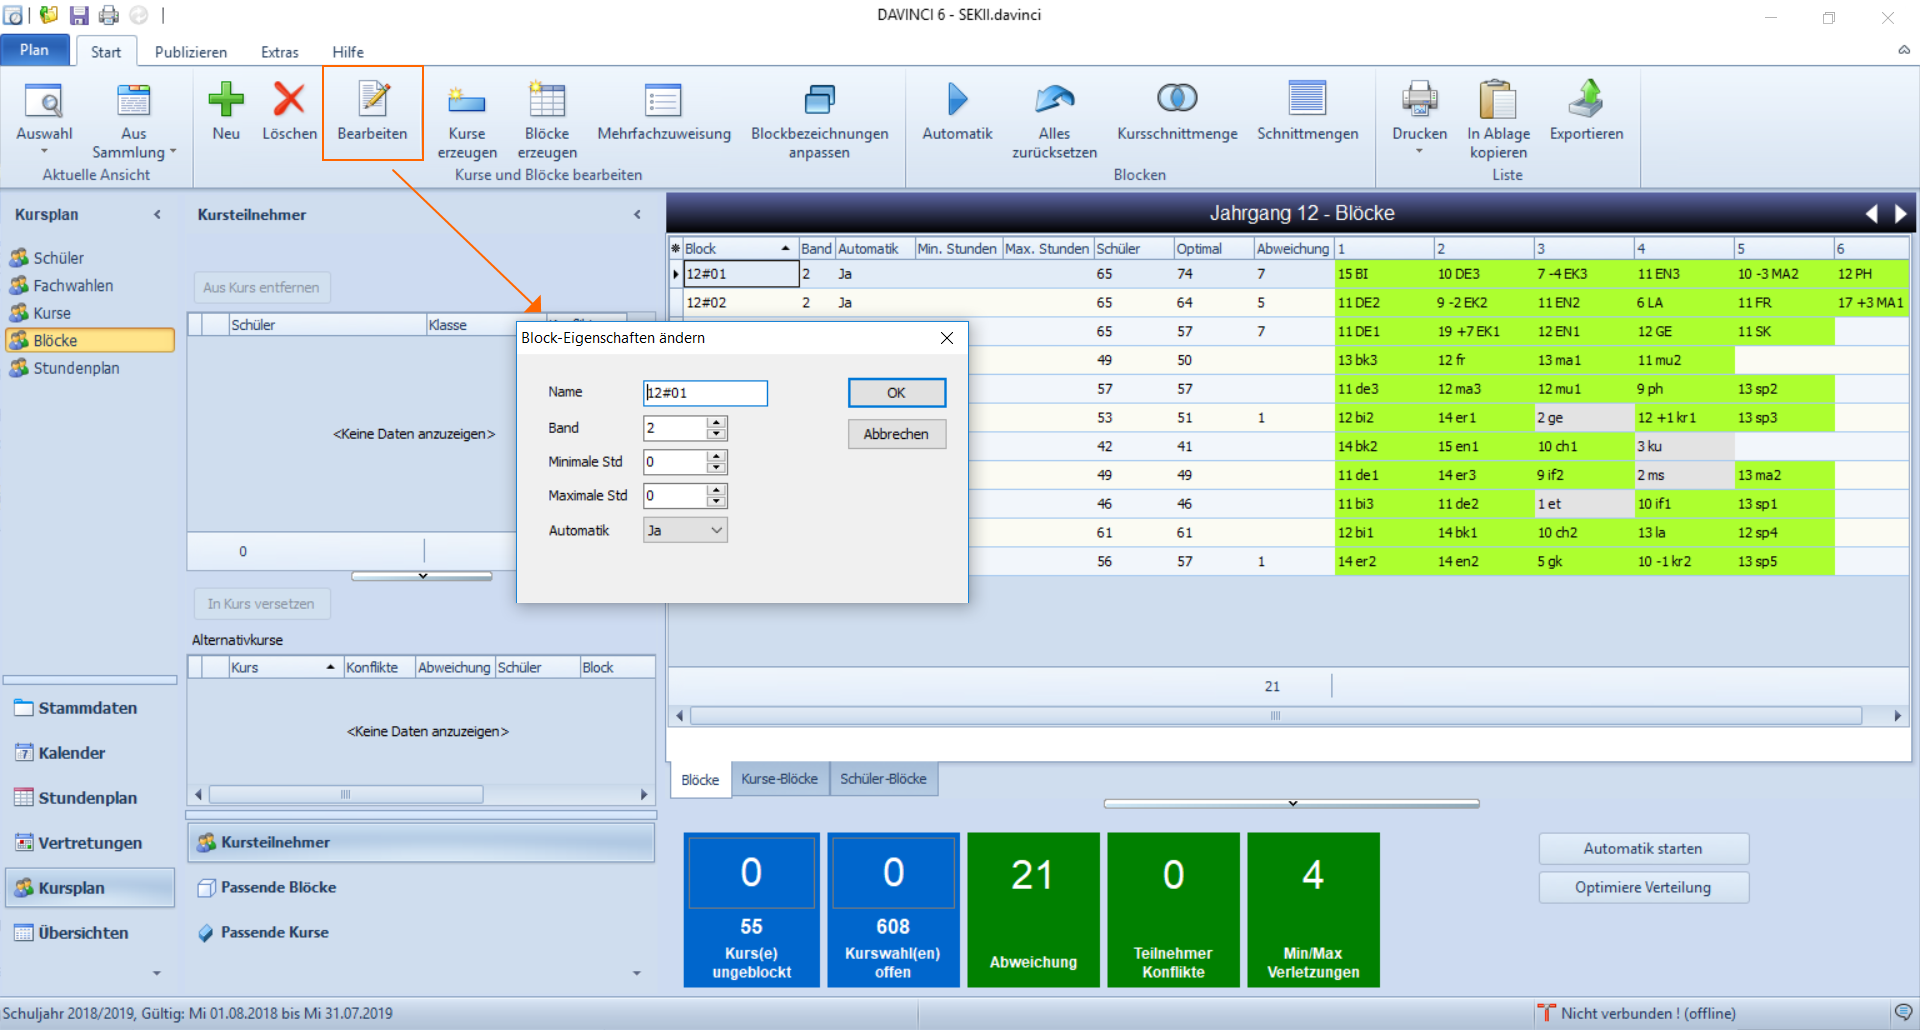 DAVINCI 6 - SEKII.davinci
Plan Start Publizieren Extras Hilfe
Auswahl
Aus Sammlung
Aktuelle Ansicht
Neu
Löschen
Bearbeiten
Kurse erzeugen
Blöcke erzeugen
Mehrfachzuweisung
Blockbezeichnungen anpassen
Kurse und Blöcke bearbeiten
Automatik
Alles zurücksetzen
Kursschnittmenge
Schnittmengen
Blocken
Drucken
In Ablage kopieren
Exportieren
Liste
Kursplan
Schüler
Fachwahlen
Kurse
Blöcke
Stundenplan
Stammdaten
Kalender
Stundenplan
Vertretungen
Kursplan
Übersichten
Kursteilnehmer
Aus Kurs entfernen
Schüler Klasse
<Keine Daten anzuzeigen>
0
In Kurs versetzen
Alternativkurse
Kurs Konflikte Abweichung Schüler Block
<Keine Daten anzuzeigen>
Kursteilnehmer
Passende Blöcke
Passende Kurse
Block-Eigenschaften ändern
Name 12#01 OK
Band 2 Abbrechen
Minimale Std 0
Maximale Std 0
Automatik Ja
Jahrgang 12 - Blöcke
Block Band Automatik Min. Stunden Max. Stunden Schüler Optimal Abweichung 1 2 3 4 5 6
12#01 2 Ja 65 74 7 15 BI 10 DE3 7 -4 EK3 11 EN3 10 -3 MA2 12 PH
12#02 2 Ja 65 64 5 11 DE2 9 -2 EK2 11 EN2 6 LA 11 FR 17 +3 MA1
65 57 7 11 DE1 19 +7 EK1 12 EN1 12 GE 11 SK
49 50 13 bk3 12 fr 13 ma1 11 mu2
57 57 11 de3 12 ma3 12 mu1 9 ph 13 sp2
53 51 1 12 bi2 14 er1 2 ge 12 +1 kr1 13 sp3
42 41 14 bk2 15 en1 10 ch1 3 ku
49 49 11 de1 14 er3 9 if2 2 ms 13 ma2
46 46 11 bi3 11 de2 1 et 10 if1 13 sp1
61 61 12 bi1 14 bk1 10 ch2 13 la 12 sp4
56 57 1 14 er2 14 en2 5 gk 10 -1 kr2 13 sp5
21
Blöcke Kurse-Blöcke Schüler-Blöcke
0
55
Kurs(e)
ungeblockt
0
608
Kurswahl(en)
offen
21
Abweichung
0
Teilnehmer
Konflikte
4
Min/Max
Verletzungen
Automatik starten
Optimiere Verteilung
Schuljahr 2018/2019, Gültig: Mi 01.08.2018 bis Mi 31.07.2019
Nicht verbunden ! (offline)